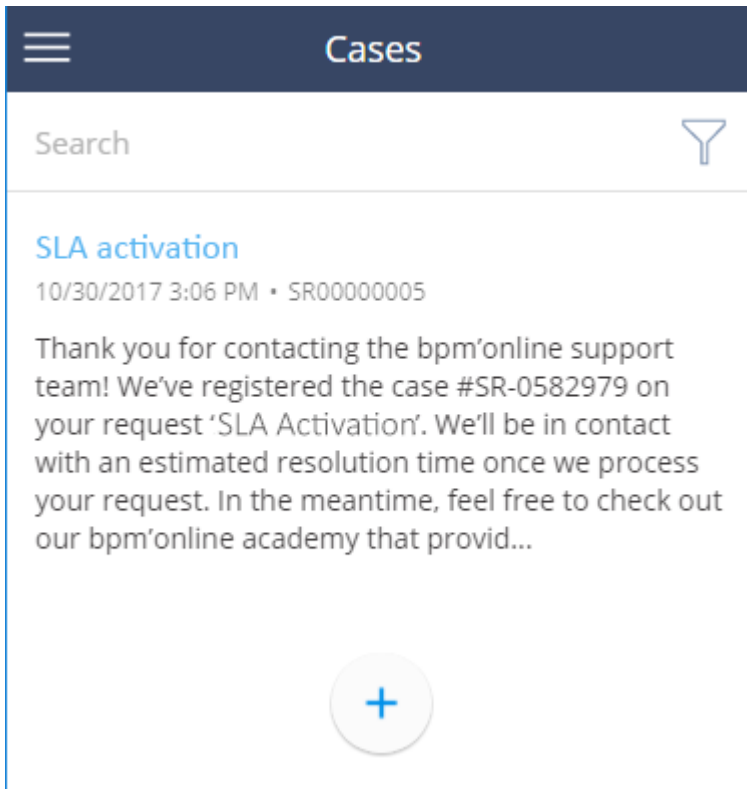 Cases
Search
SLA activation
10/30/2017 3:06 PM • SR00000005
Thank you for contacting the bpm’online support
team! We’ve registered the case #SR-0582979 on
your request ‘SLA Activation’. We’ll be in contact
with an estimated resolution time once we process
your request. In the meantime, feel free to check out
our bpm’online academy that provid...
+